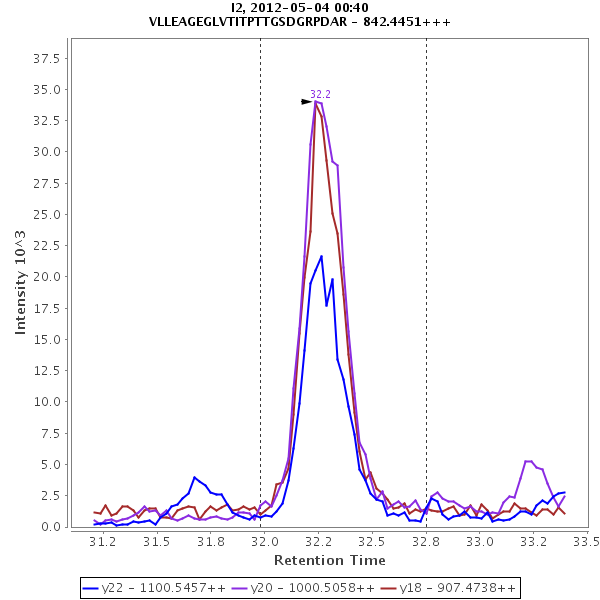 I2, 2012-05-04 00:40
VLLEAGEGLVTITPTTGSDGRPDAR - 842.4451+++
37.5
35.0
32.5
30.0
27.5
25.0
22.5
20.0
17.5
15.0
12.5
10.0
7.5
5.0
2.5
0.0
Intensity 10^3
32.2
31.2 31.5 31.8 32.0 32.2 32.5 32.8 33.0 33.2 33.5
Retention Time
y22 - 1100.5457++ y20 - 1000.5058++ y18 - 907.4738++